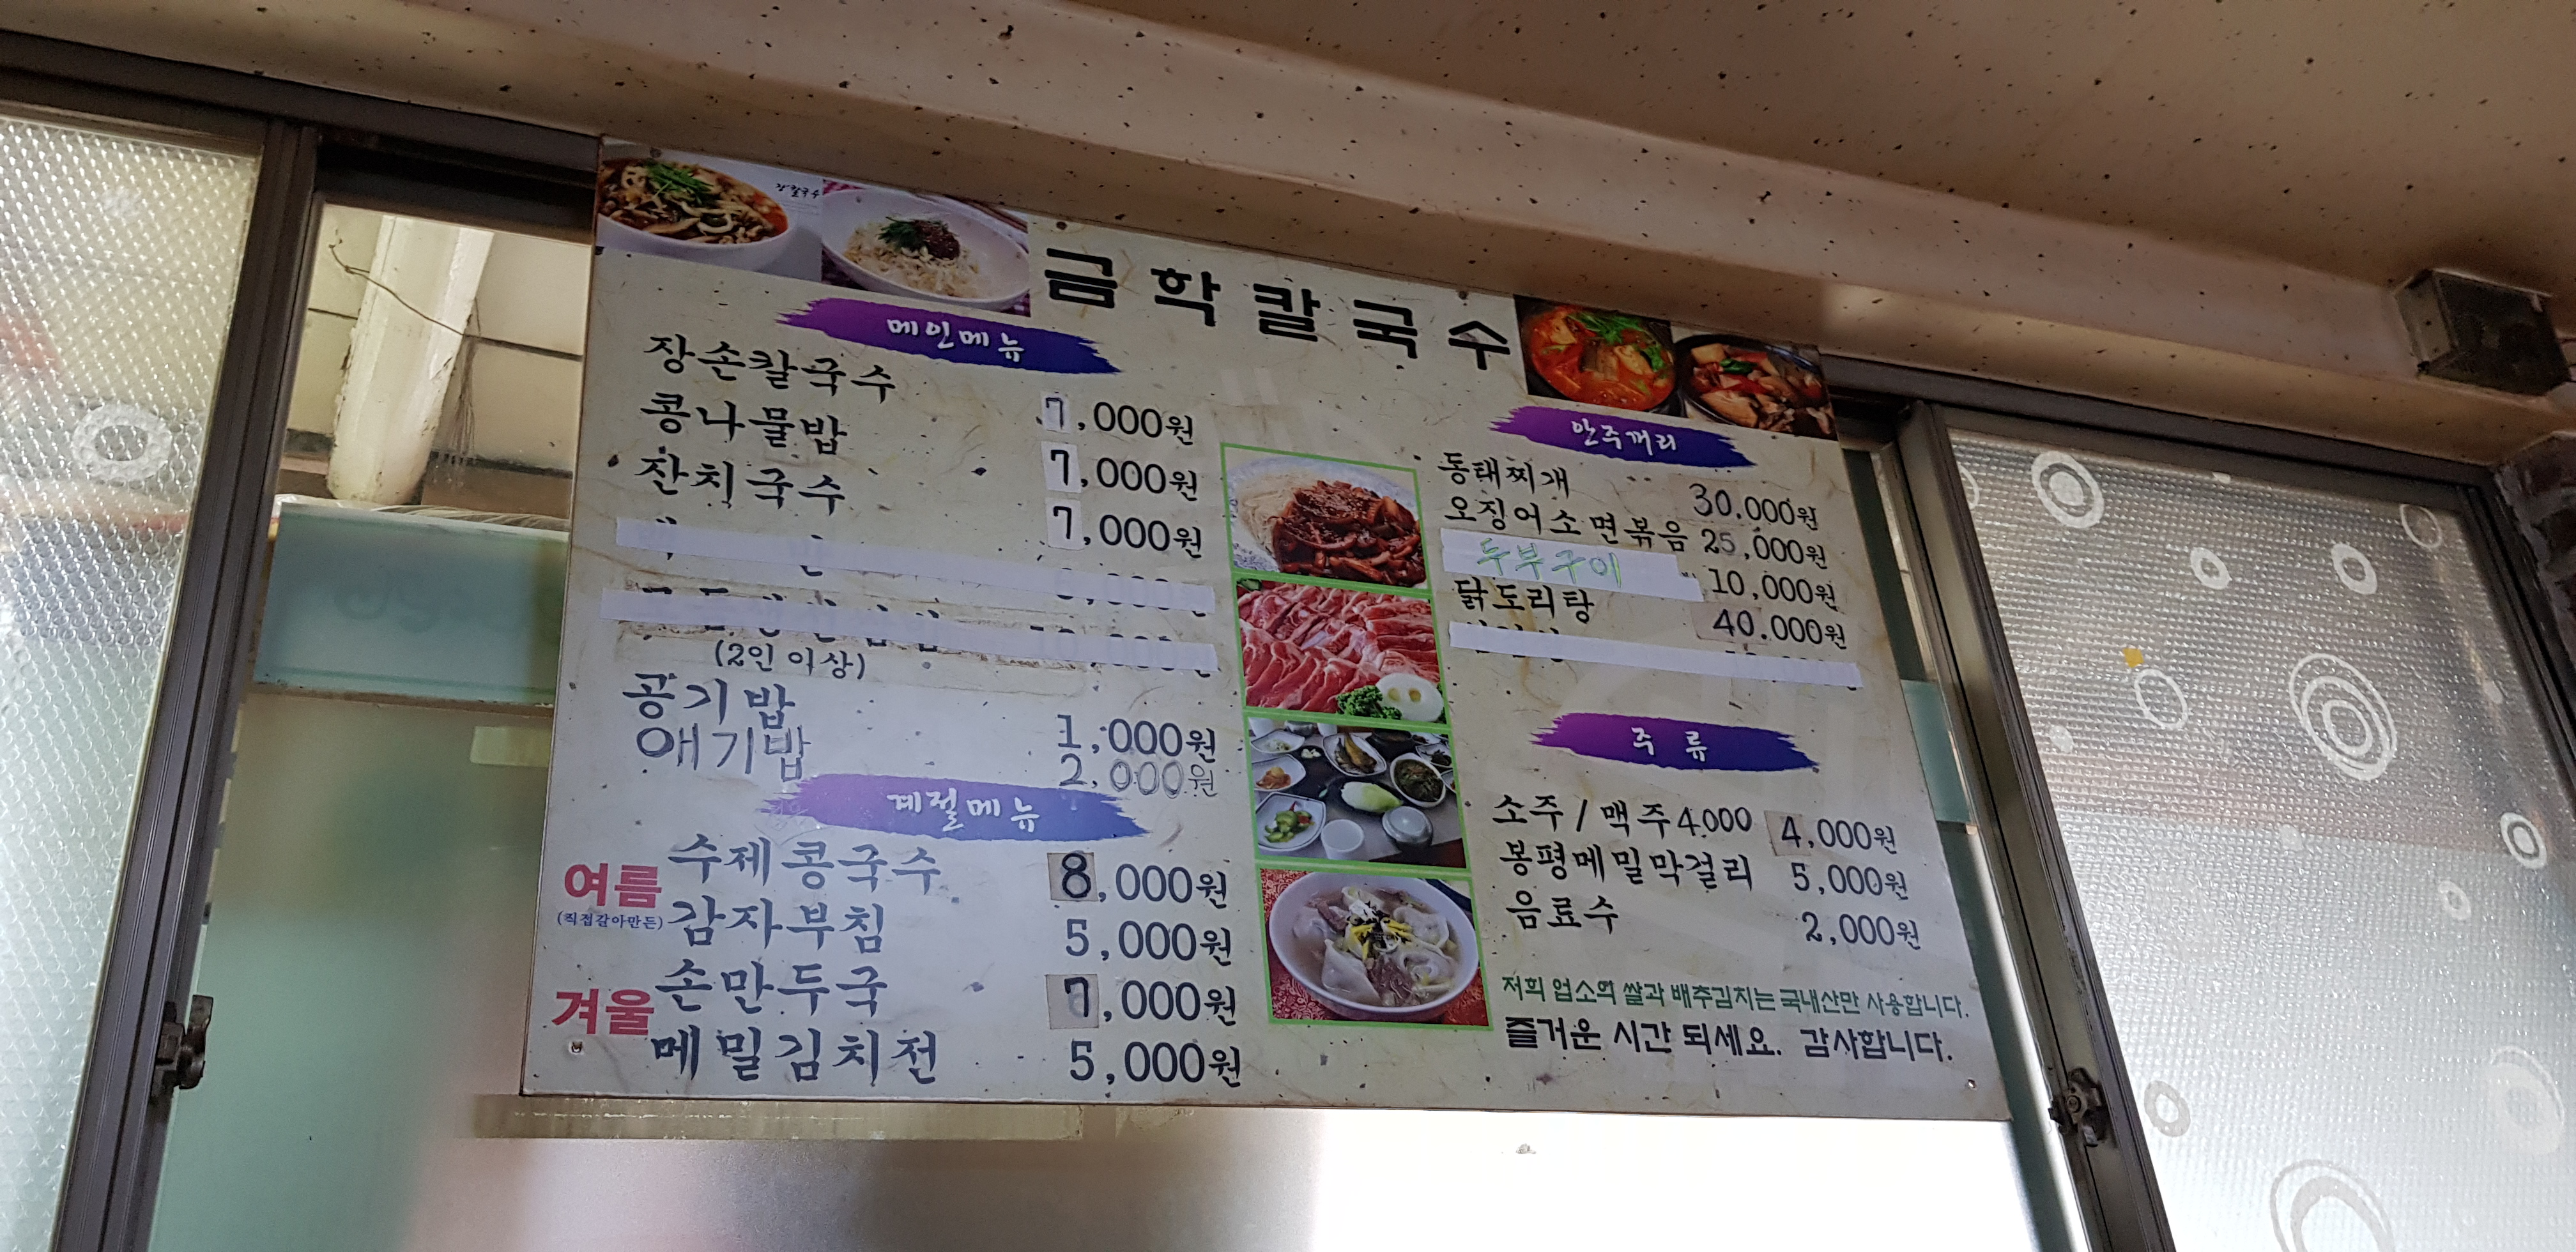 금학칼국수
메인메뉴
장손칼국수 7,000원
콩나물밥 7,000원
잔치국수 7,000원
(2인 이상)
공기밥 1,000원
애기밥 2,000원
계절메뉴
여름 수제콩국수 8,000원
(직접갈아만든) 감자부침 5,000원
겨울 손만두국 7,000원
메밀김치전 5,000원
안주꺼리
동태찌개 30.000원
오징어소면볶음 25,000원
두부구이 10,000원
닭도리탕 40.000원
주류
소주/맥주4.000 4,000원
봉평메밀막걸리 5,000원
음료수 2,000원
저희 업소의 쌀과 배추김치는 국내산만 사용합니다.
즐거운 시간 되세요. 감사합니다.